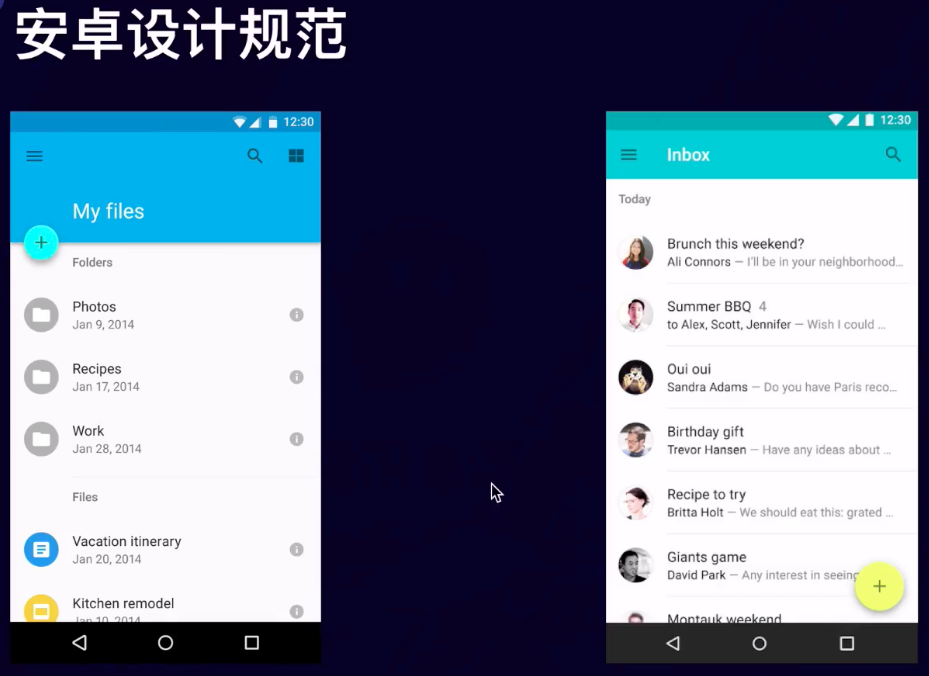 安卓设计规范
12:30
My files
Folders
Photos
Jan 9, 2014
Recipes
Jan 17, 2014
Work
Jan 28, 2014
Files
Vacation itinerary
Jan 20, 2014
Kitchen remodel
Jan 10, 2014
12:30
Inbox
Today
Brunch this weekend?
Ali Connors — I'll be in your neighborhood...
Summer BBQ 4
to Alex, Scott, Jennifer — Wish I could ...
Oui oui
Sandra Adams — Do you have Paris reco...
Birthday gift
Trevor Hansen — Have any ideas about ...
Recipe to try
Britta Holt — We should eat this: grated ...
Giants game
David Park — Any interest in seeing
Montauk weekend